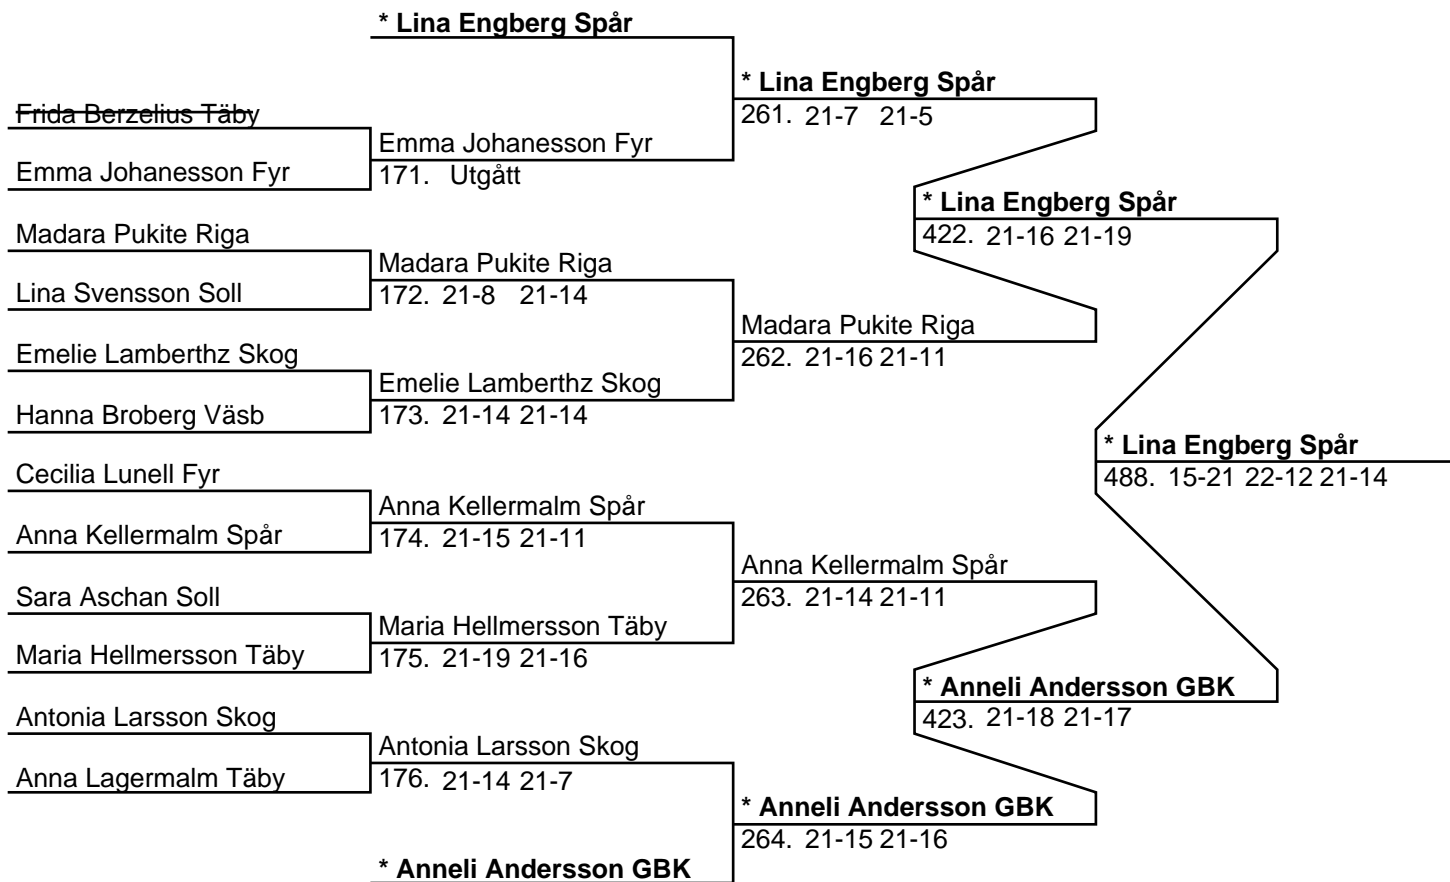 * Lina Engberg Spår
* Lina Engberg Spår
Frida Berzelius Täby
261. 21-7 21-5
Emma Johanesson Fyr
Emma Johanesson Fyr
171. Utgått
* Lina Engberg Spår
Madara Pukite Riga
422. 21-16 21-19
Madara Pukite Riga
Lina Svensson Soll
172. 21-8 21-14
Madara Pukite Riga
Emelie Lamberthz Skog
262. 21-16 21-11
Emelie Lamberthz Skog
Hanna Broberg Väsb
173. 21-14 21-14
* Lina Engberg Spår
Cecilia Lunell Fyr
488. 15-21 22-12 21-14
Anna Kellermalm Spår
Anna Kellermalm Spår
174. 21-15 21-11
Anna Kellermalm Spår
Sara Aschan Soll
263. 21-14 21-11
Maria Hellmersson Täby
Maria Hellmersson Täby
175. 21-19 21-16
* Anneli Andersson GBK
Antonia Larsson Skog
423. 21-18 21-17
Antonia Larsson Skog
Anna Lagermalm Täby
176. 21-14 21-7
* Anneli Andersson GBK
264. 21-15 21-16
* Anneli Andersson GBK